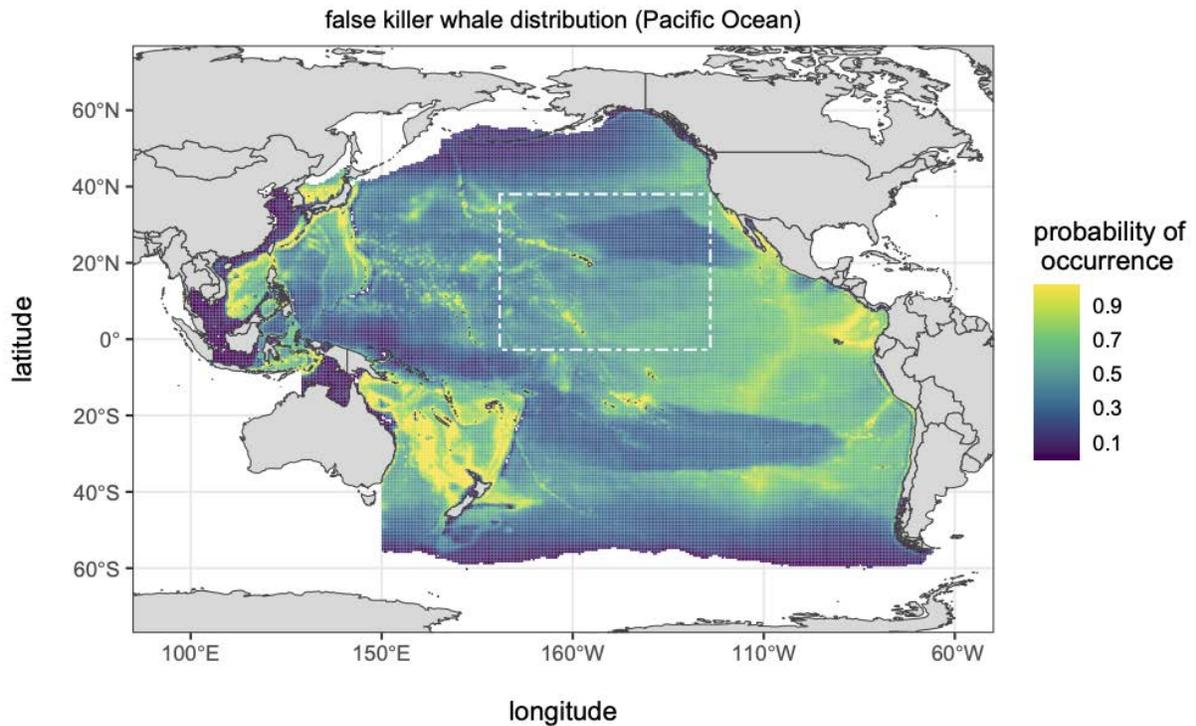 false killer whale distribution (Pacific Ocean)
60°N
40°N
20°N
0°
20°S
40°S
60°S
latitude
100°E
150°E
160°W
110°W
60°W
longitude
probability of
occurrence
0.9
0.7
0.5
0.3
0.1